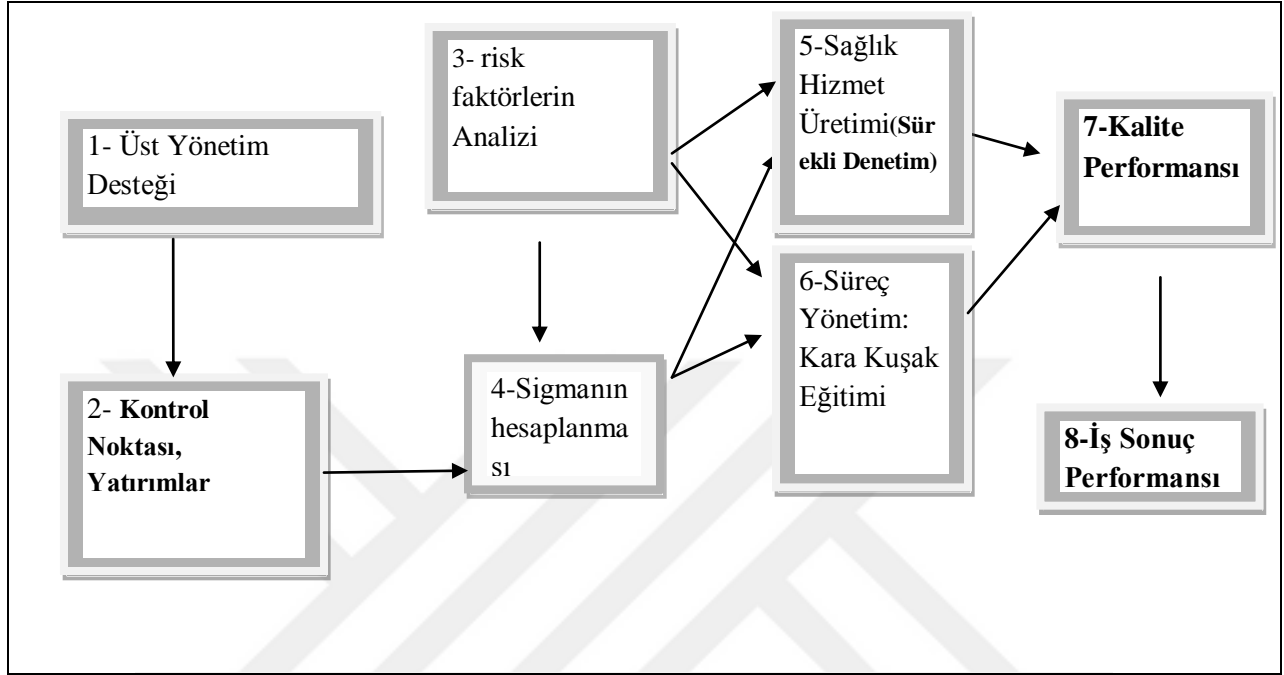 1- Üst Yönetim
Desteği
2- Kontrol
Noktası,
Yatırımlar
3- risk
faktörlerin
Analizi
4-Sigmanın
hesaplanma
sı
5-Sağlık
Hizmet
Üretimi(Sür
ekli Denetim)
6-Süreç
Yönetim:
Kara Kuşak
Eğitimi
7-Kalite
Performansı
8-İş Sonuç
Performansı